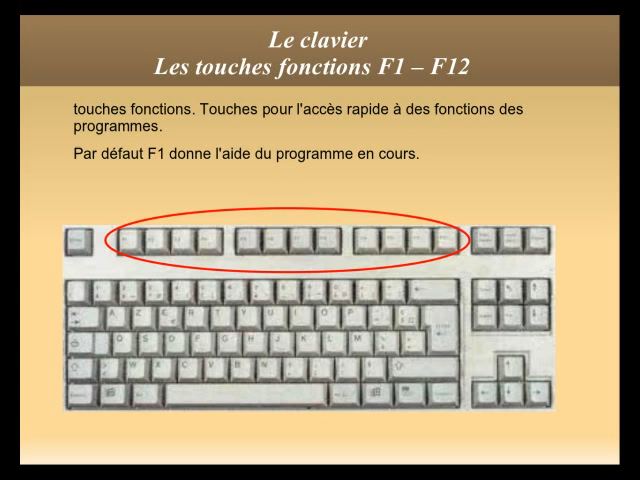 Le clavier
Les touches fonctions F1 – F12
touches fonctions. Touches pour l'accès rapide à des fonctions des
programmes.
Par défaut F1 donne l'aide du programme en cours.
A Z E R T Y U I O P
Q S D F G H J K L M
W X C V B N